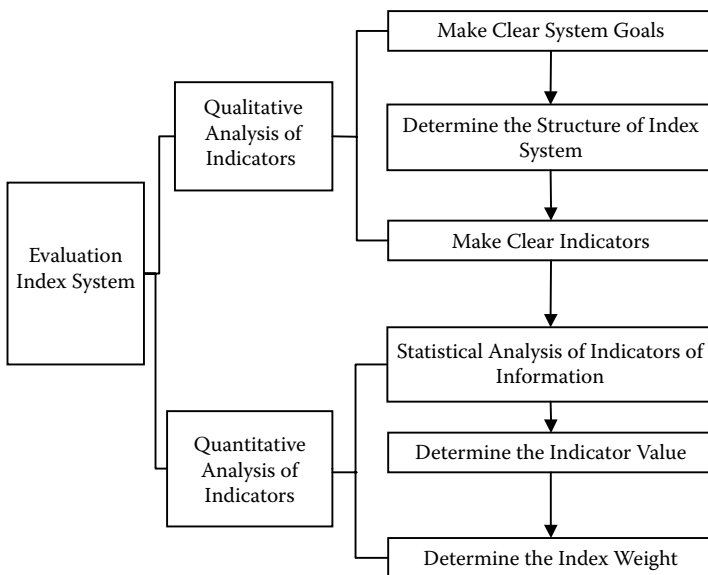 Make Clear System Goals
Qualitative
Analysis of
Indicators
Determine the Structure of Index
System
Evaluation
Index System
Make Clear Indicators
Statistical Analysis of Indicators of
Information
Quantitative
Analysis of
Indicators
Determine the Indicator Value
Determine the Index Weight